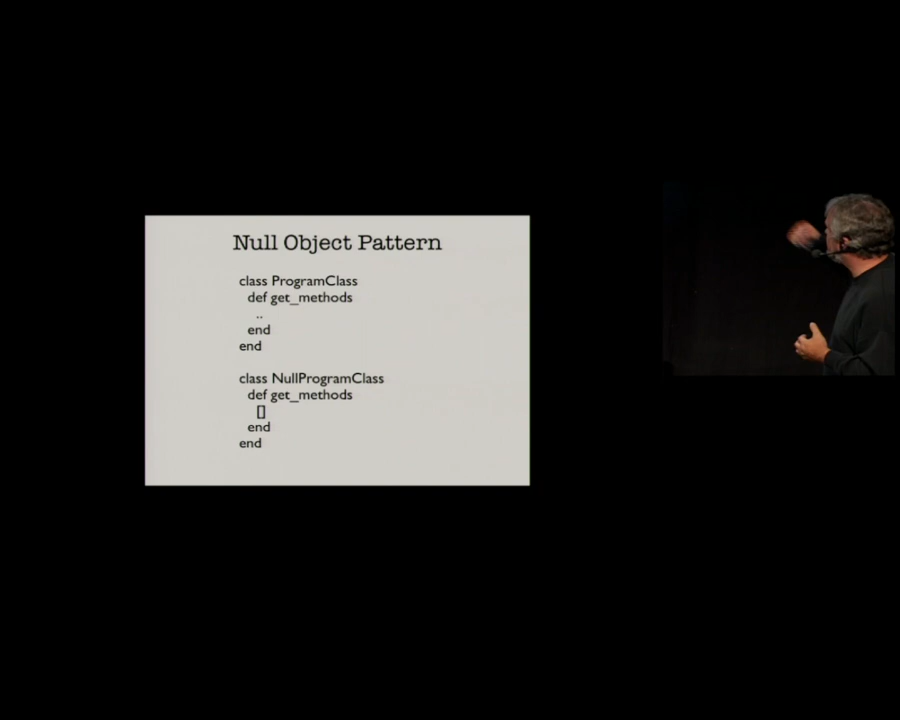 Null Object Pattern
class ProgramClass
def get_methods
..
end
end
class NullProgramClass
def get_methods
[]
end
end